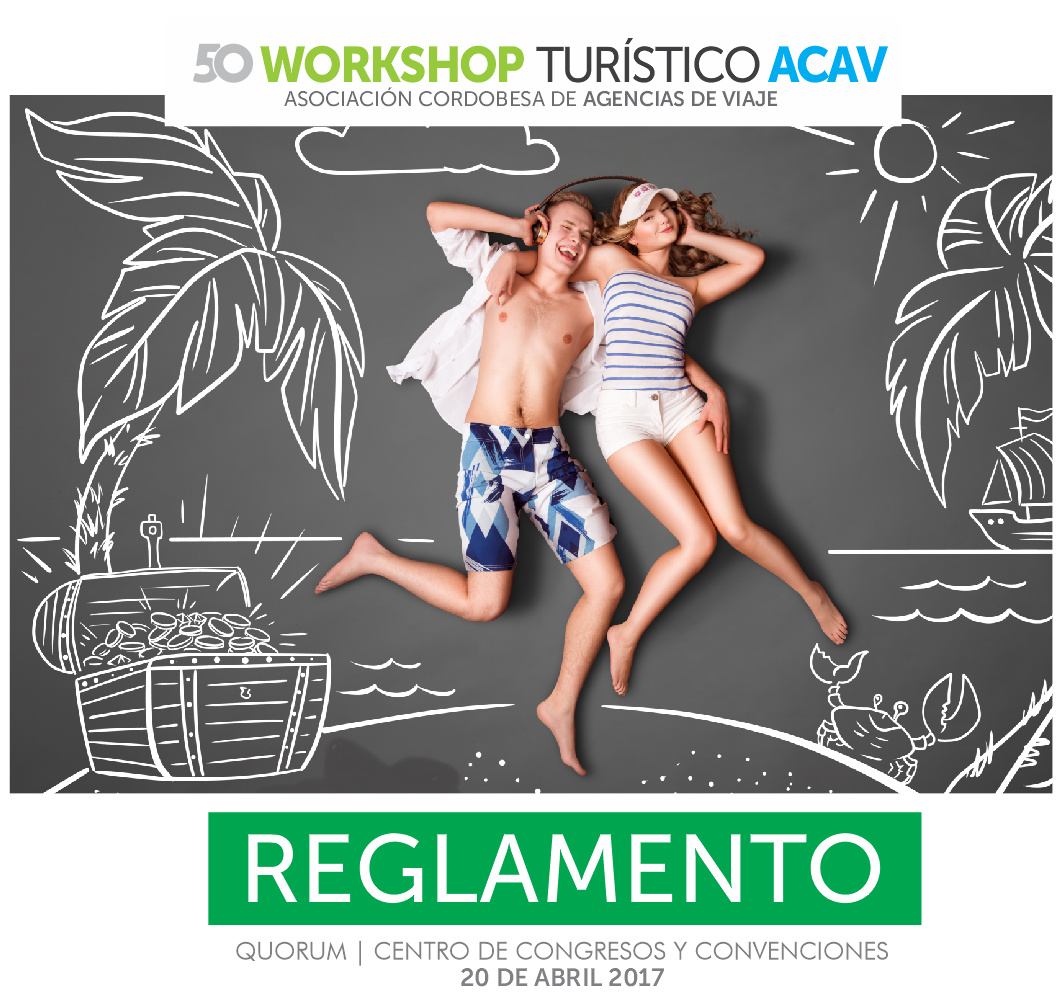 50 WORKSHOP TURÍSTICO ACAV
ASOCIACIÓN CORDOBESA DE AGENCIAS DE VIAJE
REGLAMENTO
QUORUM | CENTRO DE CONGRESOS Y CONVENCIONES
20 DE ABRIL 2017